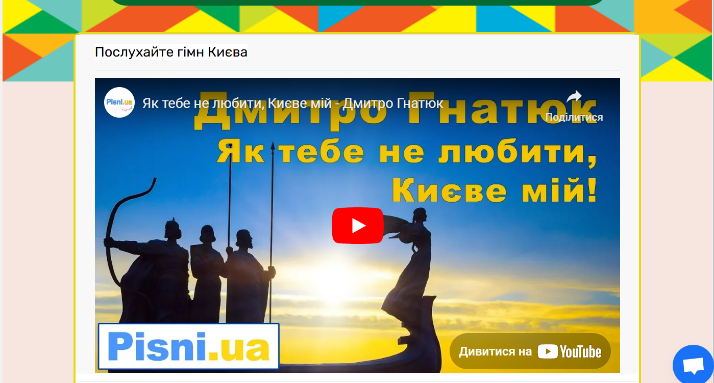 Послухайте гімн Києва
Pisni.ua
Як тебе не любити, Києве мій - Дмитро Гнатюк
Поділитися
Дмитро Гнатюк
Як тебе не любити,
Києве мій!
Pisni.ua
Дивитися на YouTube